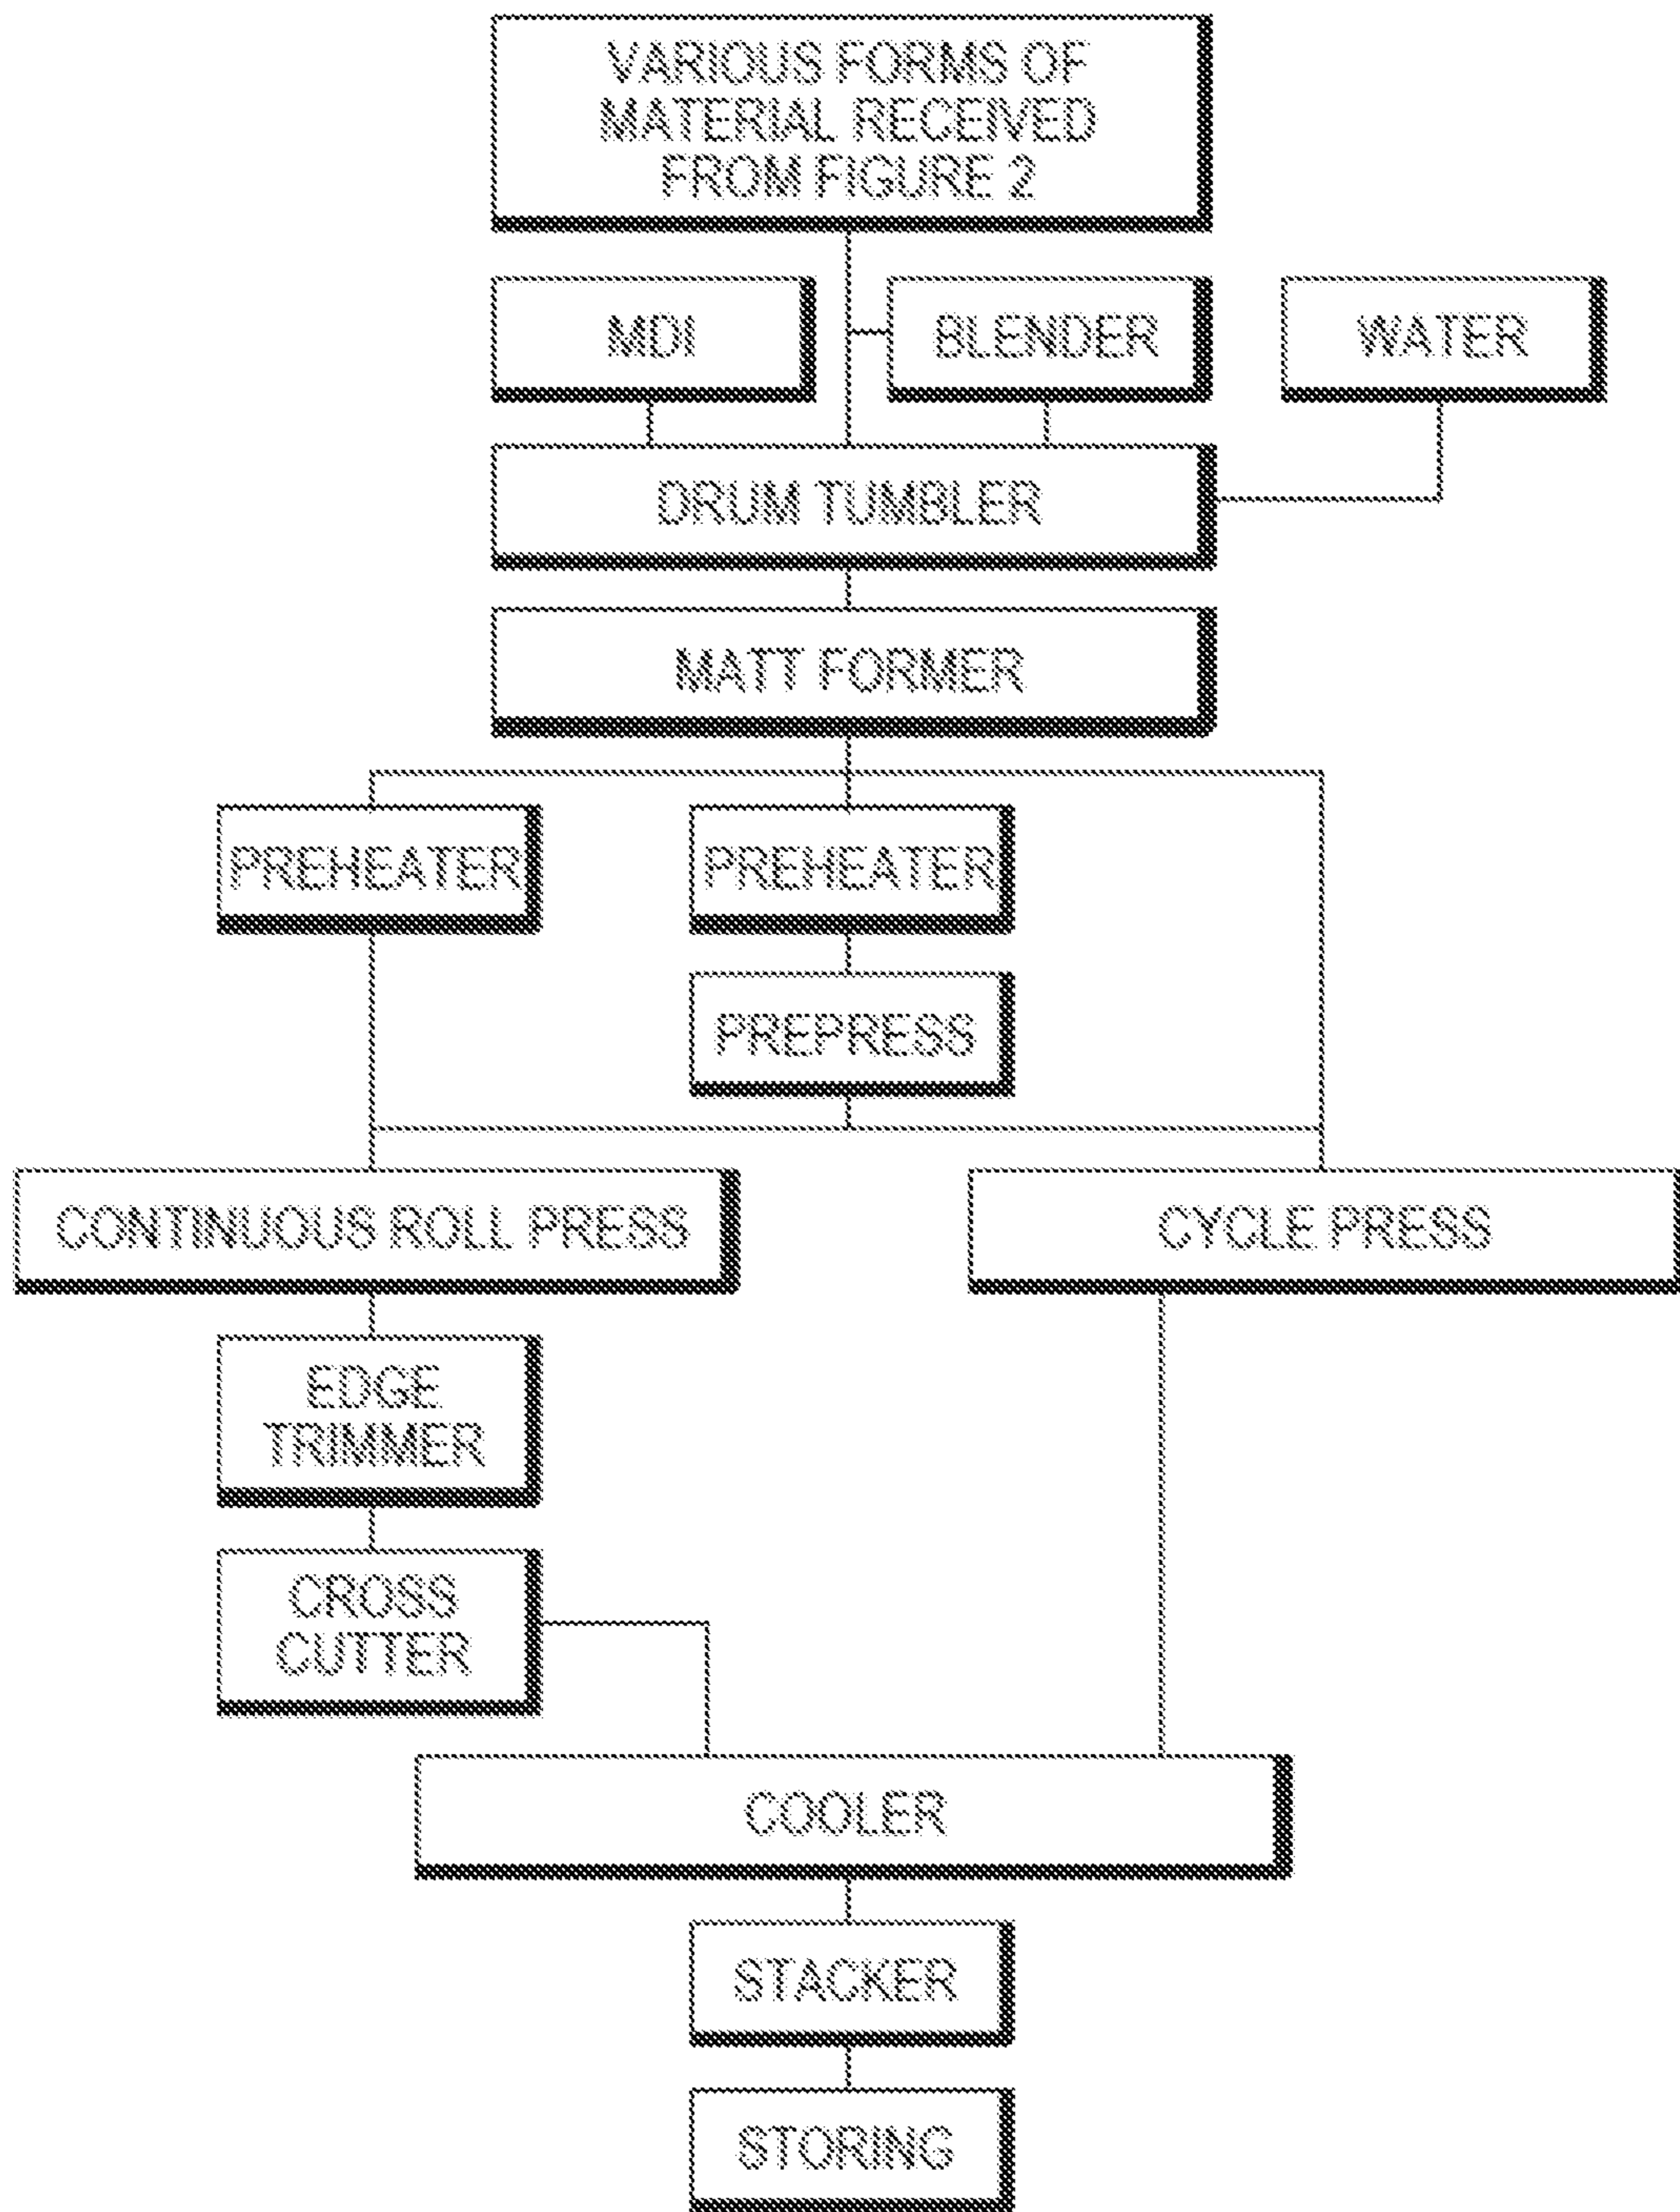 VARIOUS FORMS OF
MATERIAL RECEIVED
FROM FIGURE 2
MDI
BLENDER
WATER
DRUM TUMBLER
MATT FORMER
PREHEATER
PREHEATER
PREPRESS
CONTINUOUS ROLL PRESS
CYCLE PRESS
EDGE
TRIMMER
CROSS
CUTTER
COOLER
STACKER
STORING